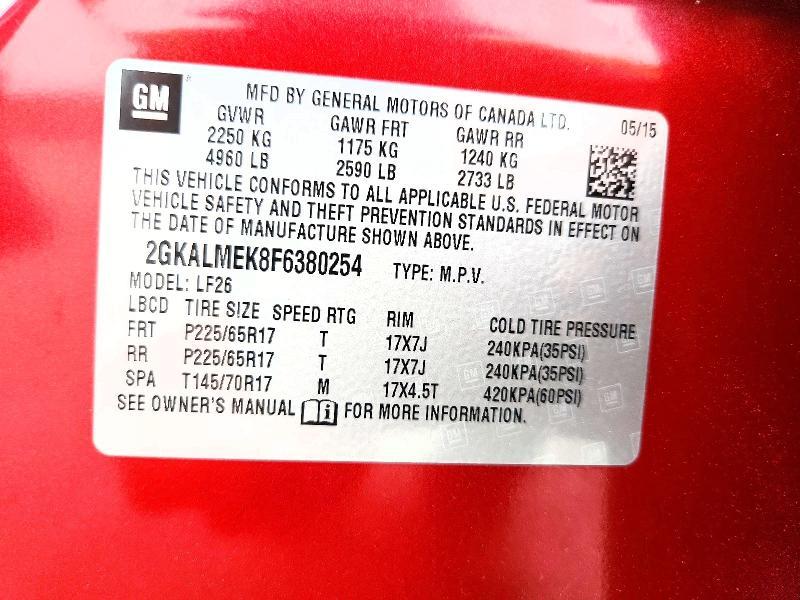 GM MFD BY GENERAL MOTORS OF CANADA LTD. 05/15
GVWR GAWR FRT GAWR RR
2250 KG 1175 KG 1240 KG
4960 LB 2590 LB 2733 LB
THIS VEHICLE CONFORMS TO ALL APPLICABLE U.S. FEDERAL MOTOR
VEHICLE SAFETY AND THEFT PREVENTION STANDARDS IN EFFECT ON
THE DATE OF MANUFACTURE SHOWN ABOVE.
2GKALMEK8F6380254 TYPE: M.P.V.
MODEL: LF26
LBCD TIRE SIZE SPEED RTG RIM COLD TIRE PRESSURE
FRT P225/65R17 T 17X7J 240KPA(35PSI)
RR P225/65R17 T 17X7J 240KPA(35PSI)
SPA T145/70R17 M 17X4.5T 420KPA(60PSI)
SEE OWNER'S MANUAL FOR MORE INFORMATION.